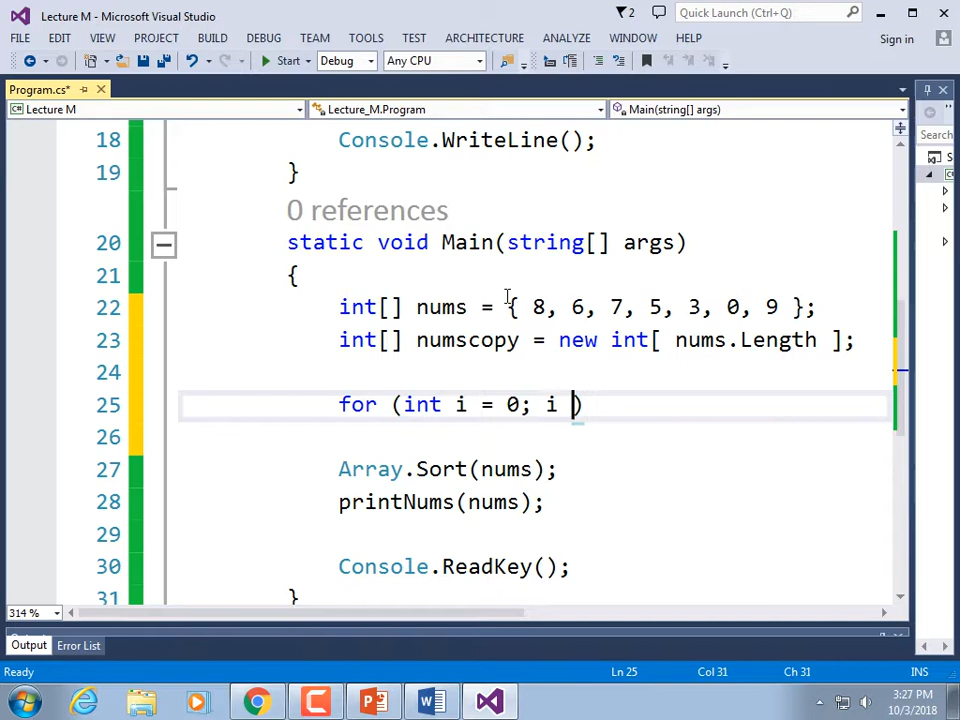 Lecture M - Microsoft Visual Studio
2
Quick Launch (Ctrl+Q)
FILE EDIT VIEW PROJECT BUILD DEBUG TEAM TOOLS TEST ARCHITECTURE ANALYZE WINDOW HELP
Sign in
Start Debug Any CPU
Program.cs*
Lecture M Lecture_M.Program Main(string[] args)
Search
18 Console.WriteLine();
19 }
0 references
20 static void Main(string[] args)
21 {
22 int[] nums = { 8, 6, 7, 5, 3, 0, 9 };
23 int[] numscopy = new int[ nums.Length ];
24
25 for (int i = 0; i )
26
27 Array.Sort(nums);
28 printNums(nums);
29
30 Console.ReadKey();
31 }
314 %
Output Error List
Ready Ln 25 Col 31 Ch 31 INS
3:27 PM
10/3/2018